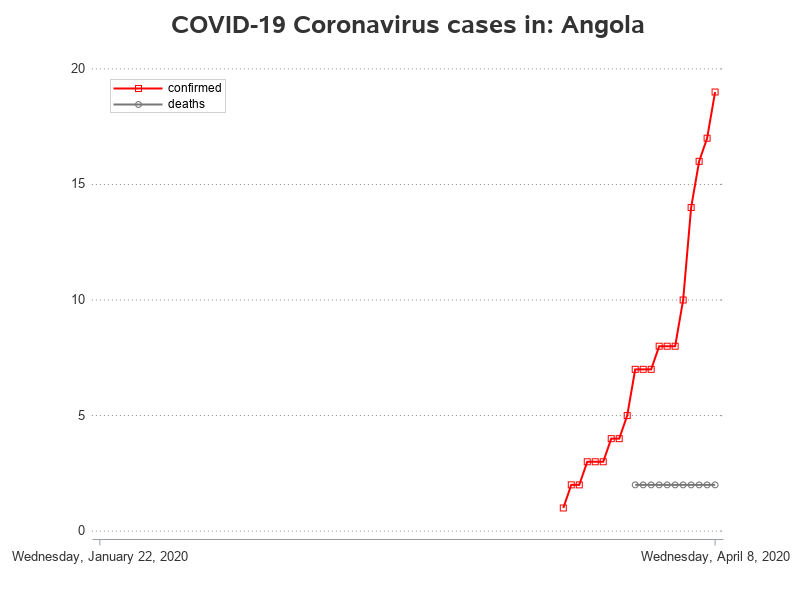 COVID-19 Coronavirus cases in: Angola
20
confirmed
deaths
15
10
5
0
Wednesday, January 22, 2020 Wednesday, April 8, 2020